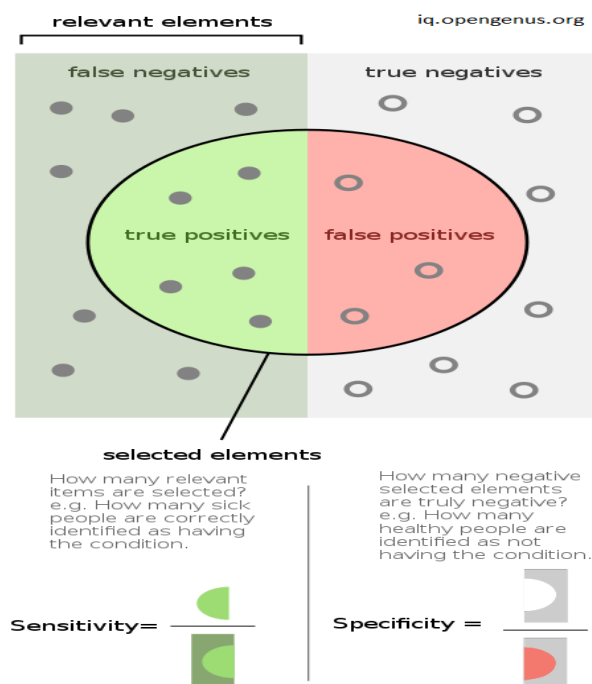 relevant elements
iq.opengenus.org
false negatives
true negatives
true positives
false positives
selected elements
How many relevant
items are selected?
e.g. How many sick
people are correctly
identified as having
the condition.
How many negative
selected elements
are truly negative?
e.g. How many
healthy people are
identified as not
having the condition.
Sensitivity=
Specificity =